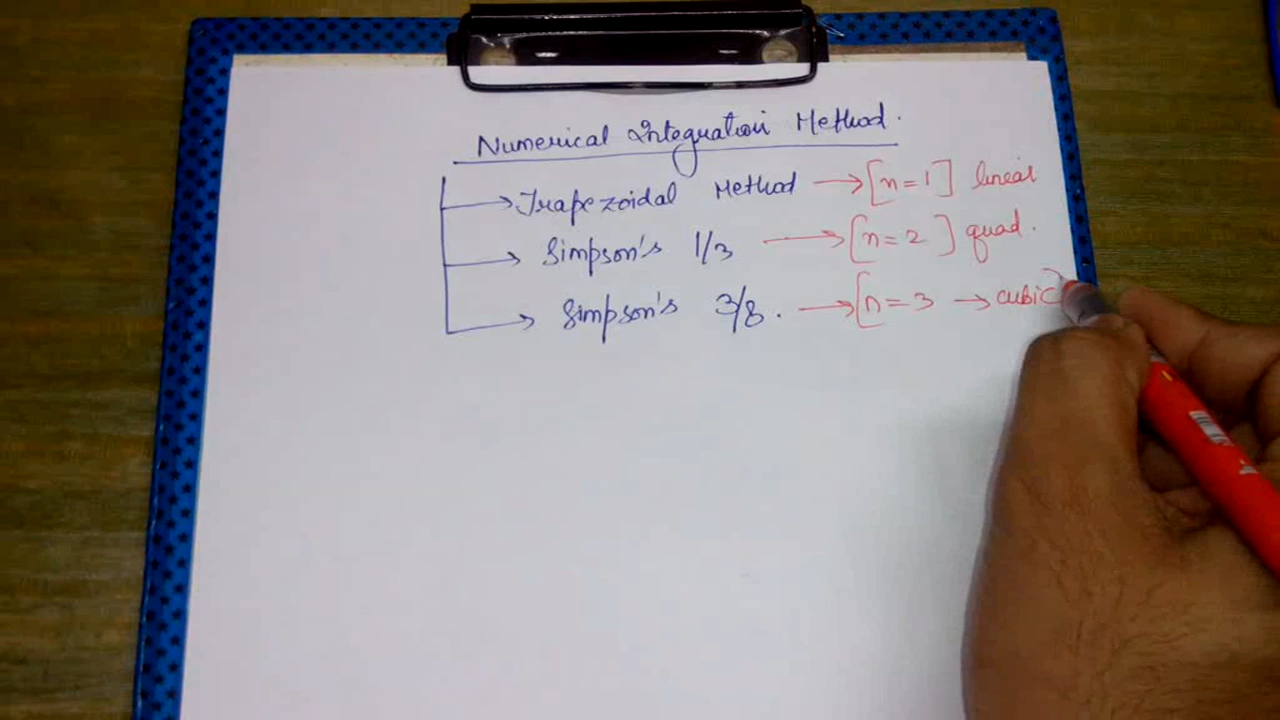 Numerical Integration Method.
Trapezoidal Method → [n=1] linear
Simpson's 1/3 → [n=2] quad.
Simpson's 3/8. → [n=3 → cubic]